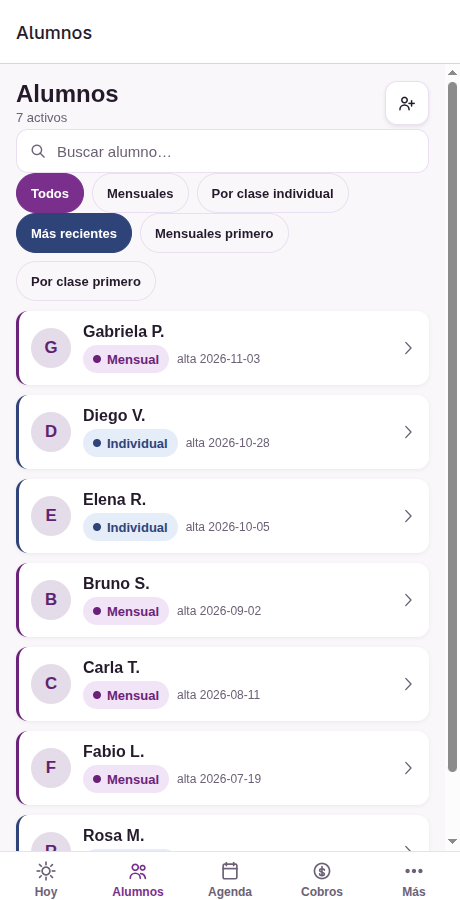 Alumnos
Alumnos
7 activos
Buscar alumno…
Todos Mensuales Por clase individual
Más recientes Mensuales primero
Por clase primero
G Gabriela P.
Mensual alta 2026-11-03
D Diego V.
Individual alta 2026-10-28
E Elena R.
Individual alta 2026-10-05
B Bruno S.
Mensual alta 2026-09-02
C Carla T.
Mensual alta 2026-08-11
F Fabio L.
Mensual alta 2026-07-19
R Rosa M.
Hoy Alumnos Agenda Cobros Más